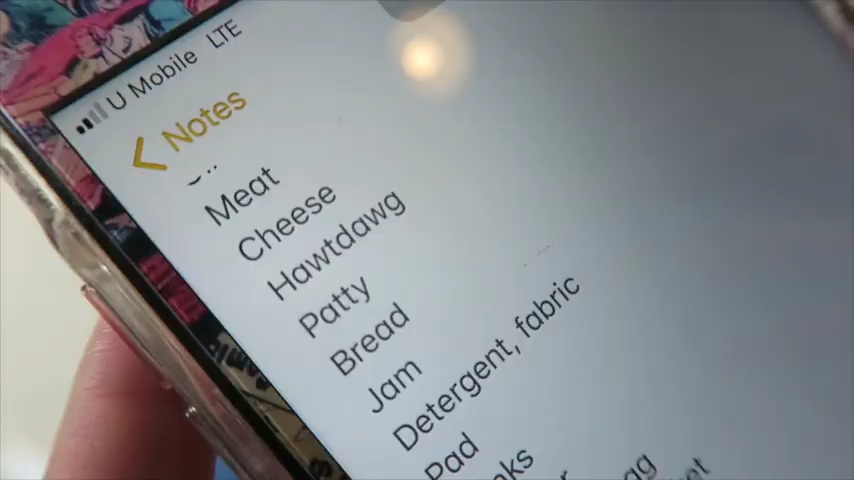 U Mobile LTE
Notes
Meat
Cheese
Hawtdawg
Patty
Bread
Jam
Detergent, fabric
Pad